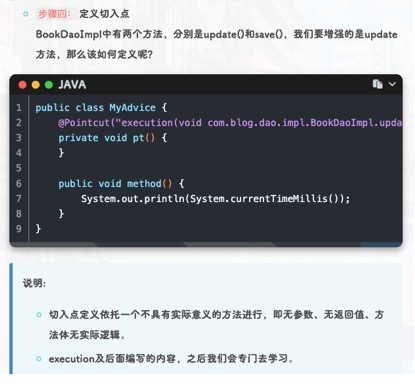 步骤四：定义切入点
BookDaoImpl中有两个方法，分别是update()和save()，我们要增强的是update
方法，那么该如何定义呢?
JAVA
1 public class MyAdvice {
2 @Pointcut("execution(void com.blog.dao.impl.BookDaoImpl.upda
3 private void pt() {
4 }
5
6 public void method() {
7 System.out.println(System.currentTimeMillis());
8 }
9 }
说明:
切入点定义依托一个不具有实际意义的方法进行，即无参数、无返回值、方
法体无实际逻辑。
execution及后面编写的内容，之后我们会专门去学习。